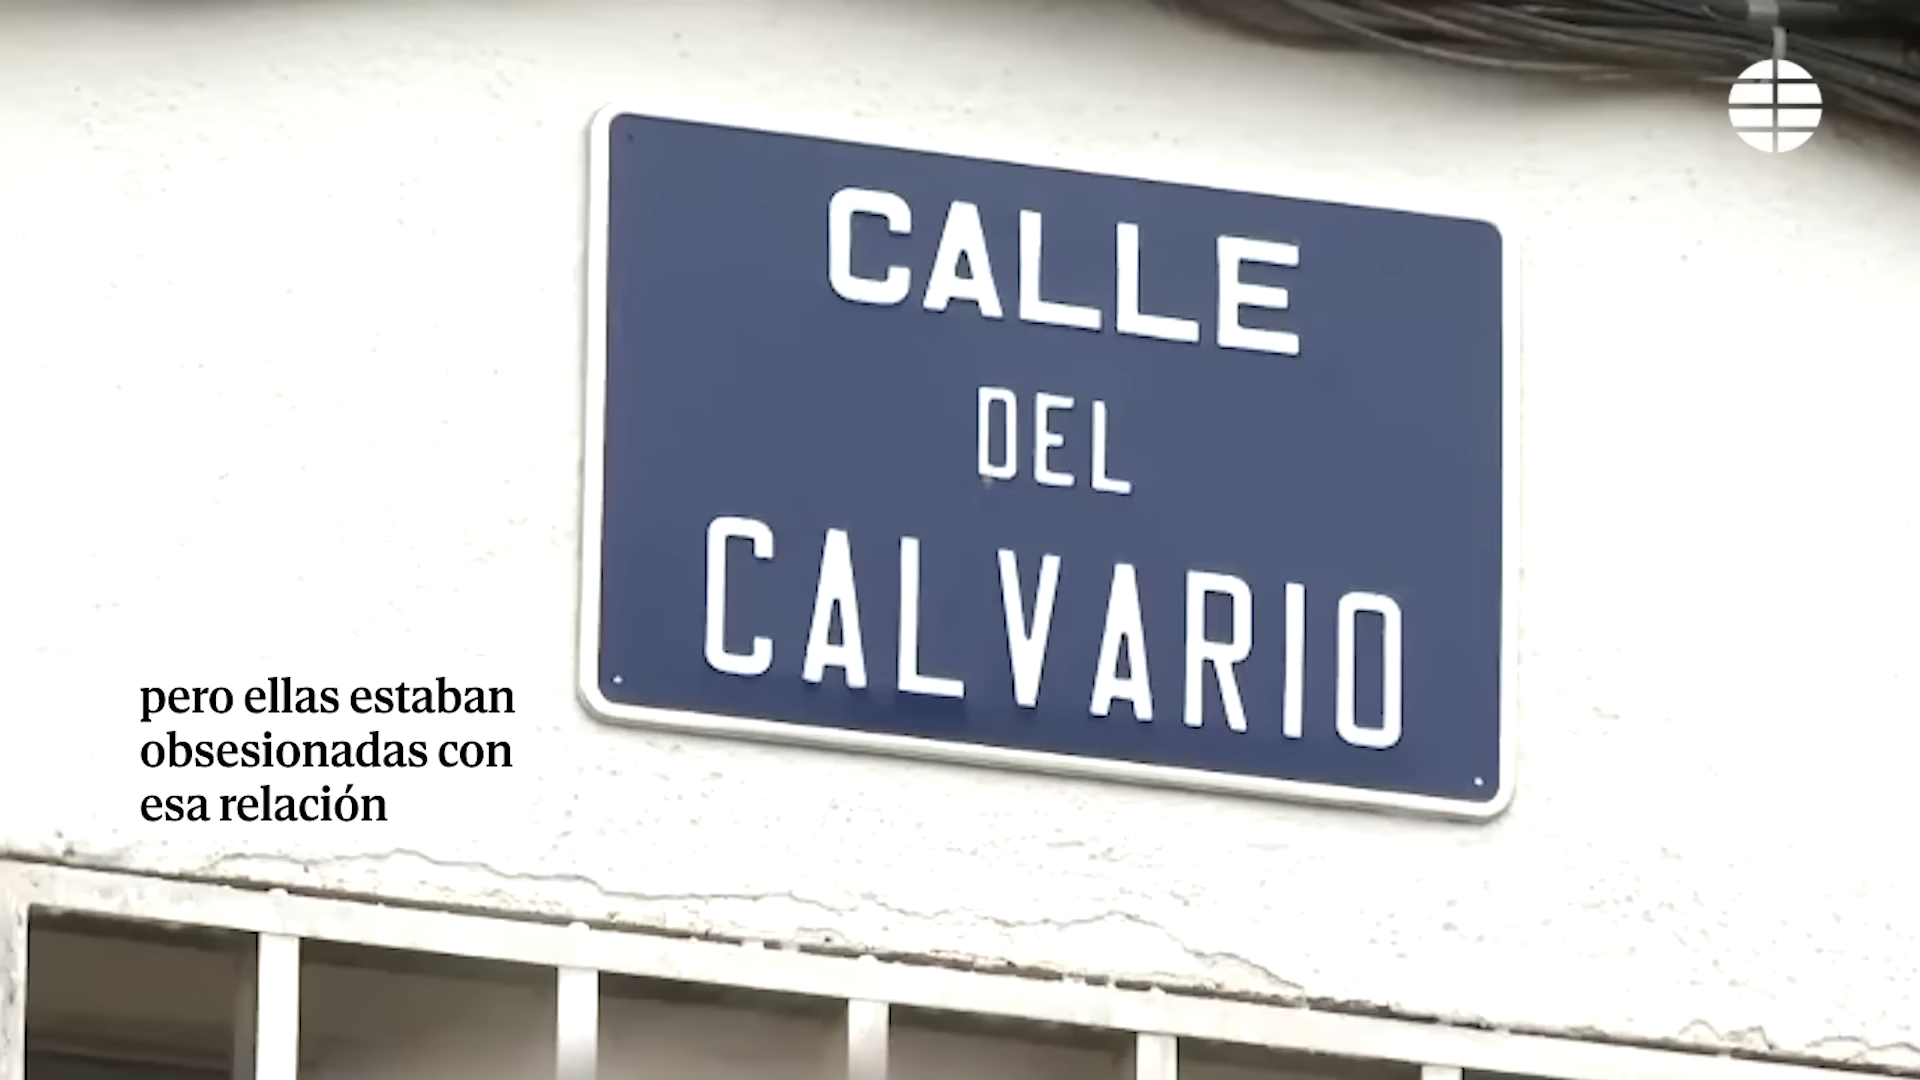 CALLE
DEL
CALVARIO
pero ellas estaban
obsesionadas con
esa relación